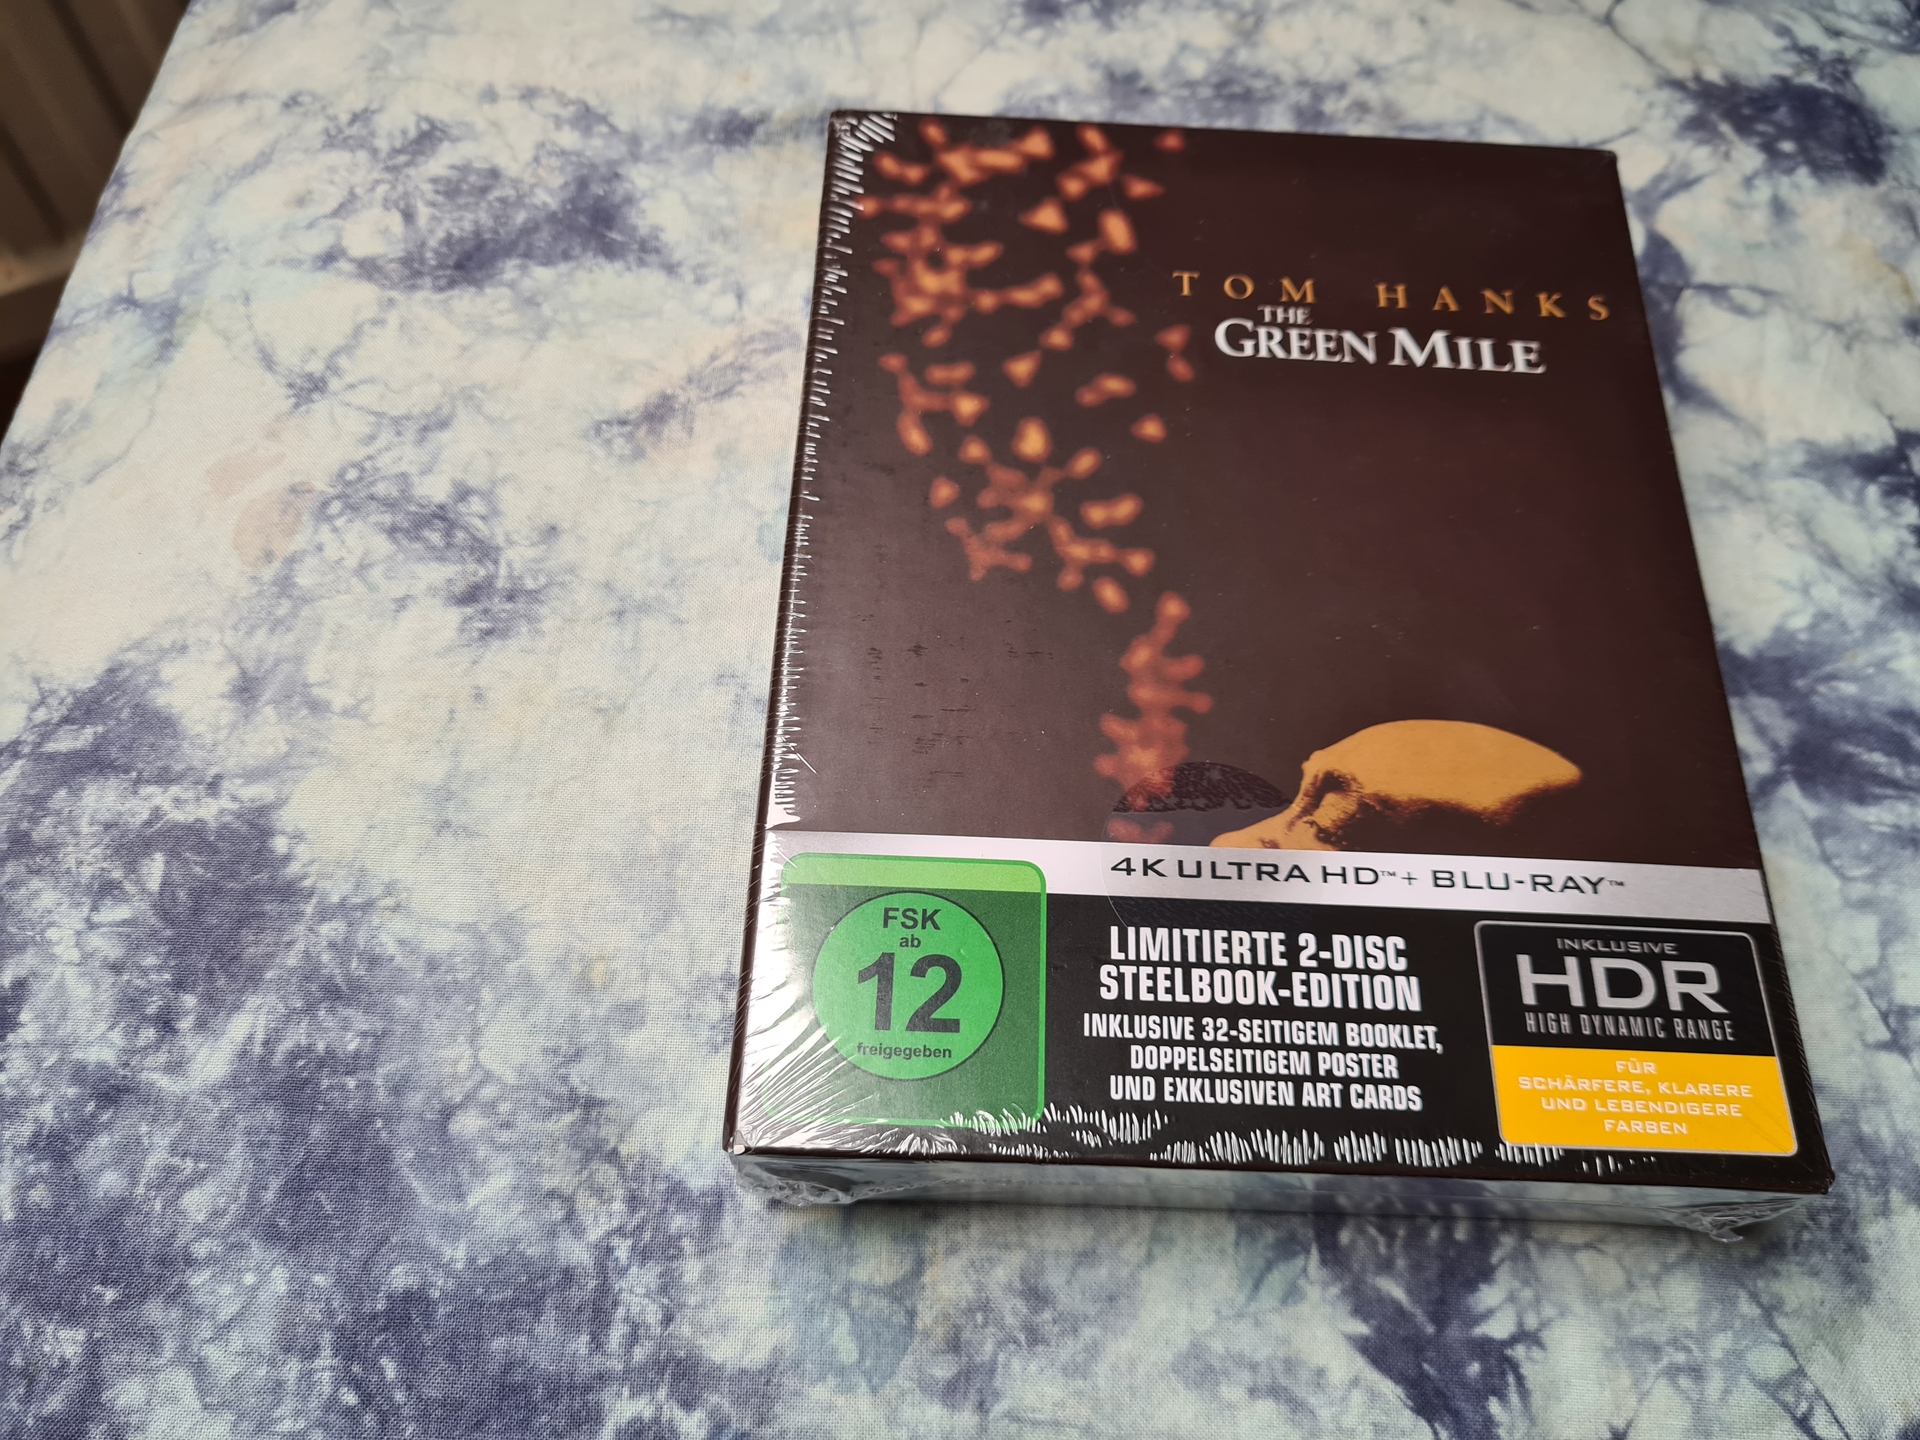 TOM HANKS
THE
GREEN MILE
4K ULTRA HD™ + BLU-RAY™
FSK
ab
12
freigegeben
LIMITIERTE 2-DISC
STEELBOOK-EDITION
INKLUSIVE 32-SEITIGEM BOOKLET,
DOPPELSEITIGEM POSTER
UND EXKLUSIVEN ART CARDS
INKLUSIVE
HDR
HIGH DYNAMIC RANGE
FÜR
SCHÄRFERE, KLARERE
UND LEBENDIGERE
FARBEN